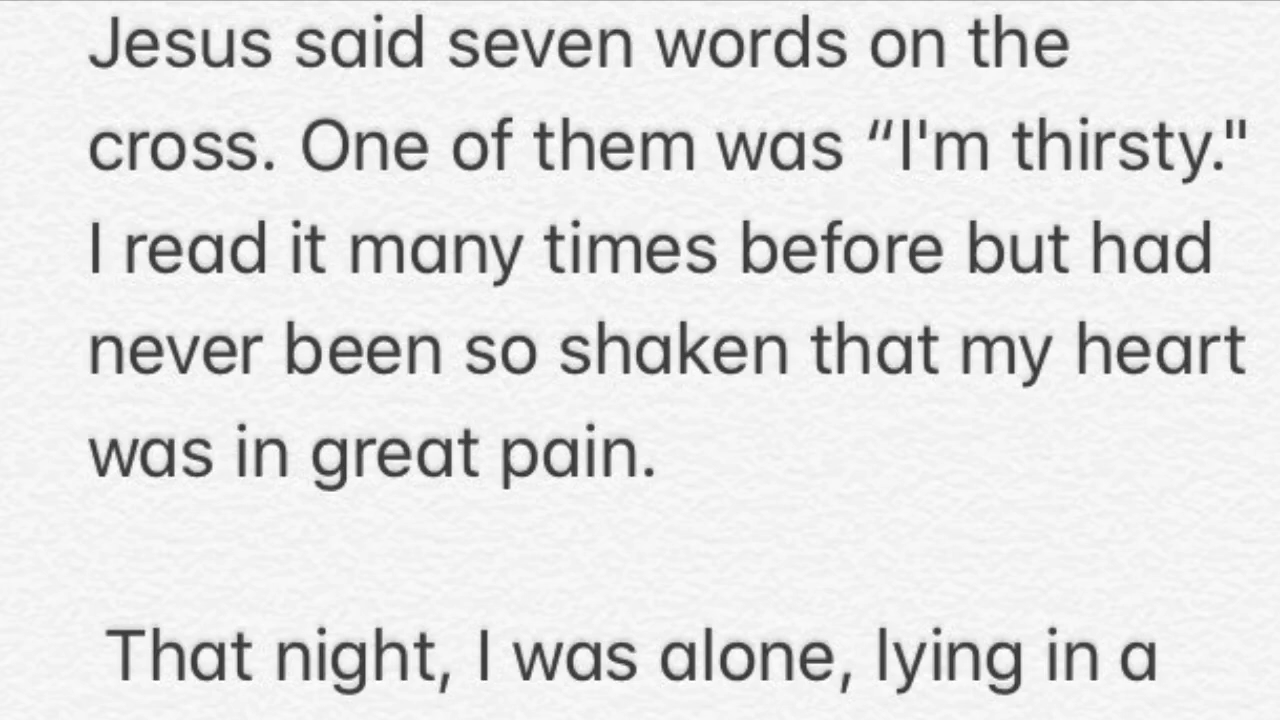 Jesus said seven words on the
cross. One of them was “I'm thirsty."
I read it many times before but had
never been so shaken that my heart
was in great pain.
That night, I was alone, lying in a